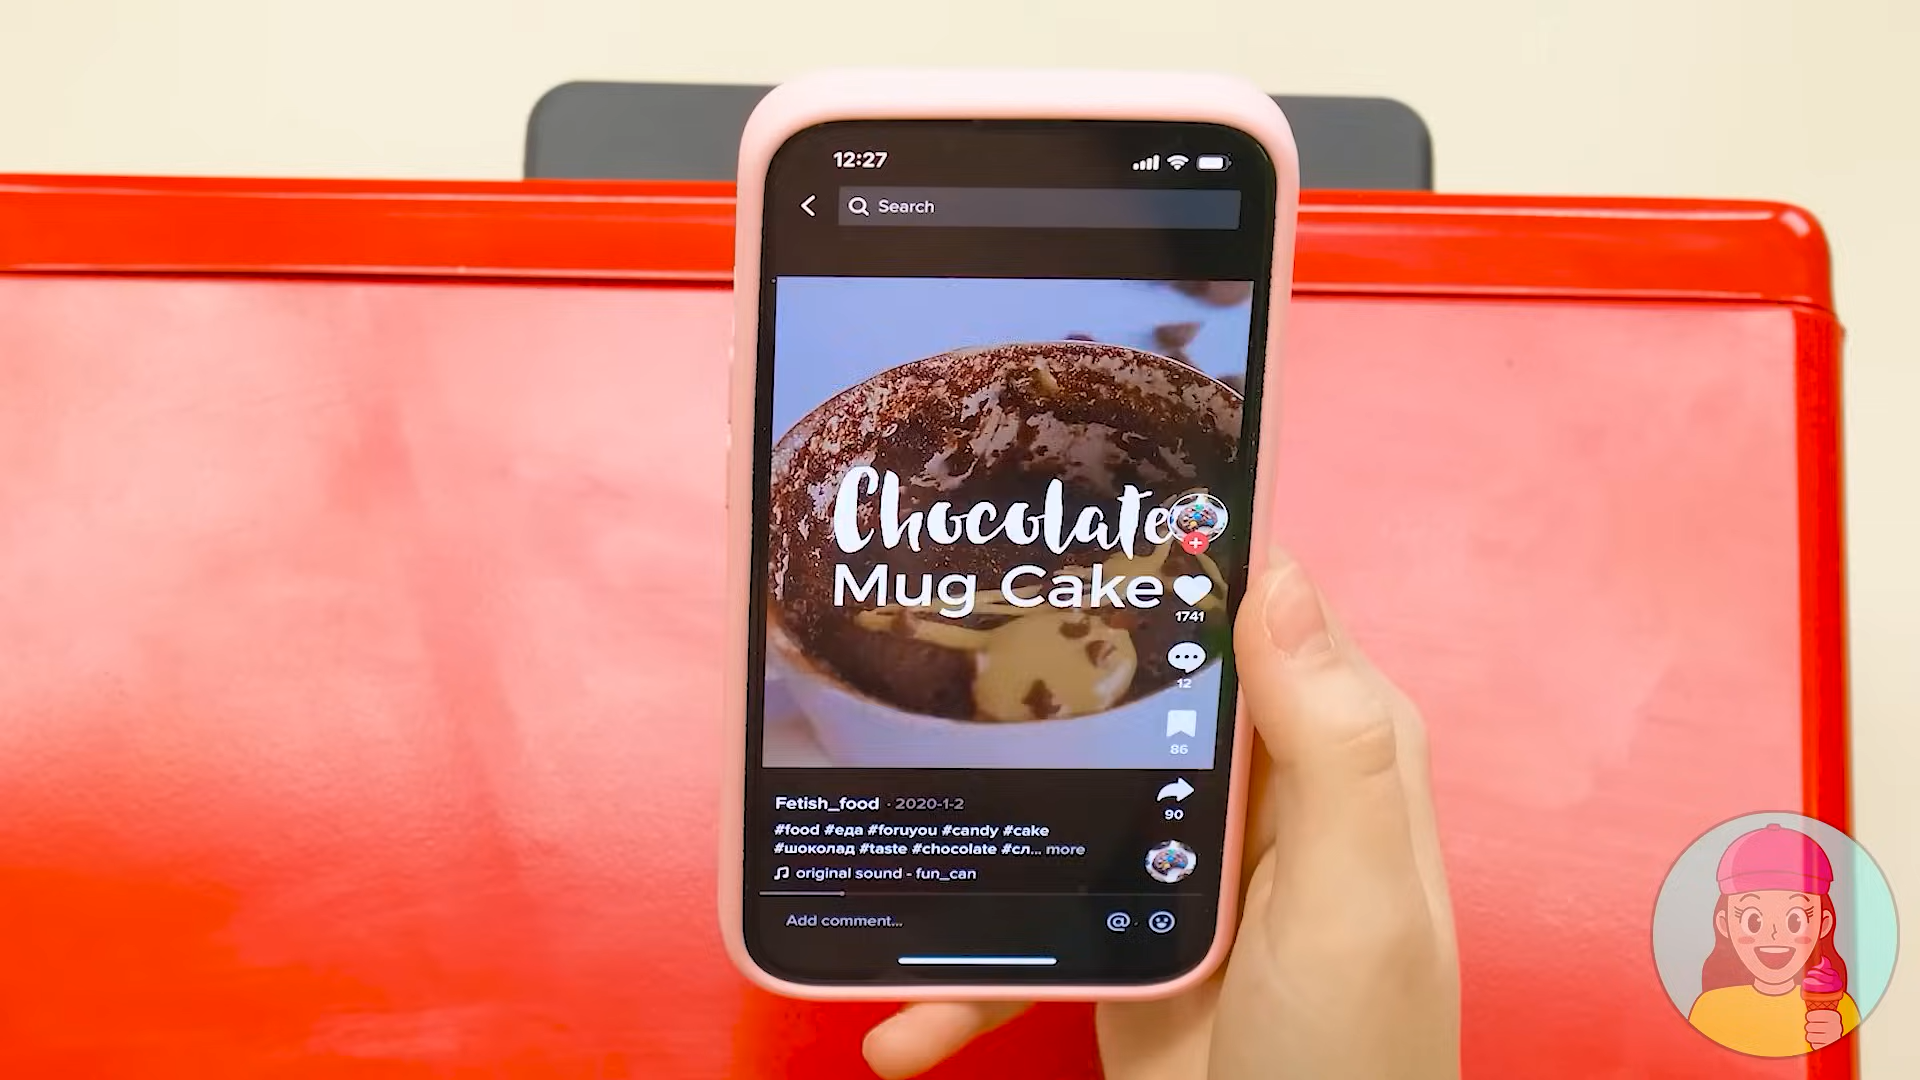 12:27
Search
Chocolate
Mug Cake
1741
12
86
90
Fetish_food · 2020-1-2
#food #еда #foruyou #candy #cake
#шоколад #taste #chocolate #сл... more
original sound - fun_can
Add comment...
@